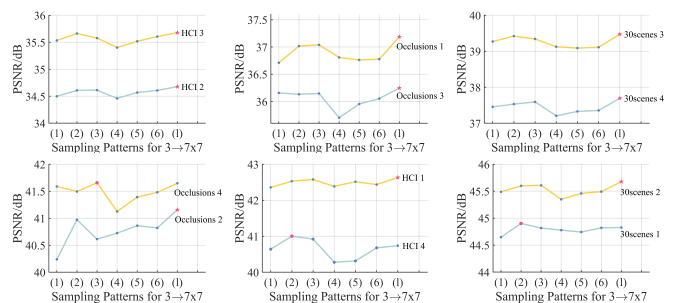 PSNR/dB
36
35.5
35
34.5
34
HCI 3
HCI 2
(1) (2) (3) (4) (5) (6) (l)
Sampling Patterns for 3→7x7
PSNR/dB
37.5
37
36.5
36
Occlusions 1
Occlusions 3
(1) (2) (3) (4) (5) (6) (l)
Sampling Patterns for 3→7x7
PSNR/dB
40
39
38
37
30scenes 3
30scenes 4
(1) (2) (3) (4) (5) (6) (l)
Sampling Patterns for 3→7x7
PSNR/dB
42
41.5
41
40.5
40
Occlusions 4
Occlusions 2
(1) (2) (3) (4) (5) (6) (l)
Sampling Patterns for 3→7x7
PSNR/dB
43
42
41
40
HCI 1
HCI 4
(1) (2) (3) (4) (5) (6) (l)
Sampling Patterns for 3→7x7
PSNR/dB
46
45.5
45
44.5
44
30scenes 2
30scenes 1
(1) (2) (3) (4) (5) (6) (l)
Sampling Patterns for 3→7x7